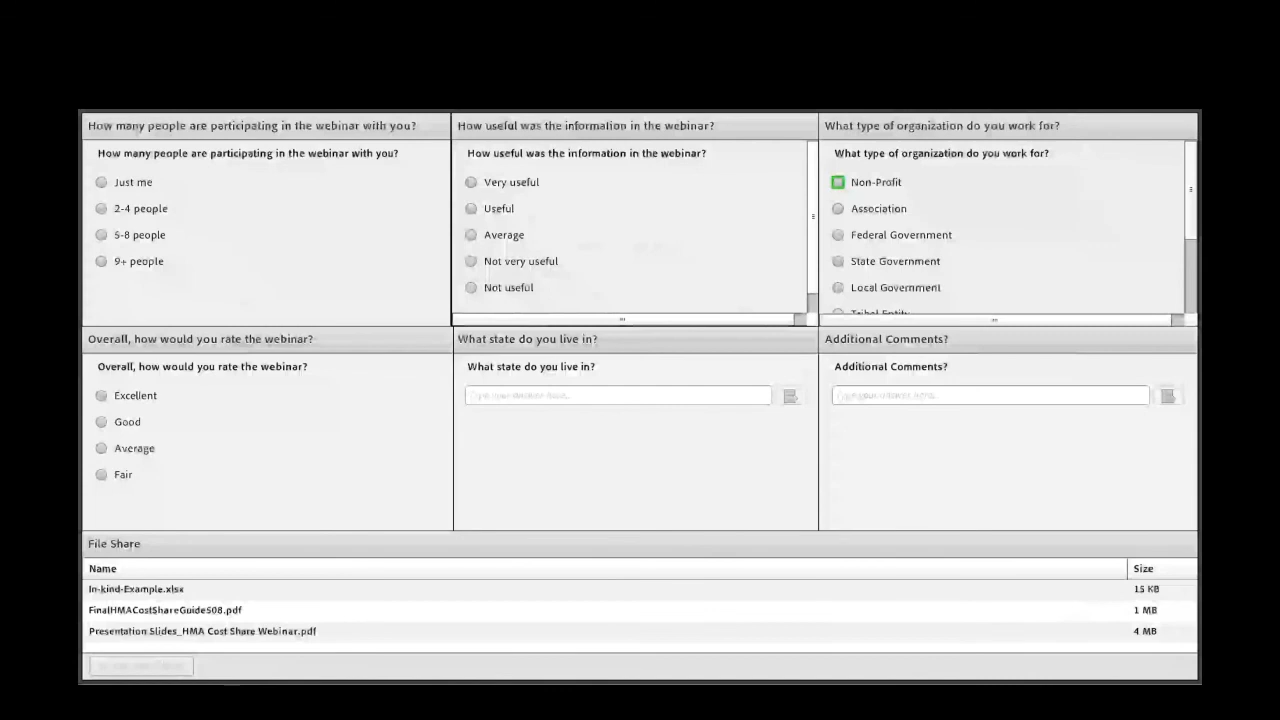 How many people are participating in the webinar with you?
How many people are participating in the webinar with you?
Just me
2-4 people
5-8 people
9+ people
How useful was the information in the webinar?
How useful was the information in the webinar?
Very useful
Useful
Average
Not very useful
Not useful
What type of organization do you work for?
What type of organization do you work for?
Non-Profit
Association
Federal Government
State Government
Local Government
Tribal Entity
Overall, how would you rate the webinar?
Overall, how would you rate the webinar?
Excellent
Good
Average
Fair
What state do you live in?
What state do you live in?
Additional Comments?
Additional Comments?
File Share
Name Size
In-kind-Example.xlsx 15 KB
FinalHMACostShareGuide508.pdf 1 MB
Presentation Slides_HMA Cost Share Webinar.pdf 4 MB